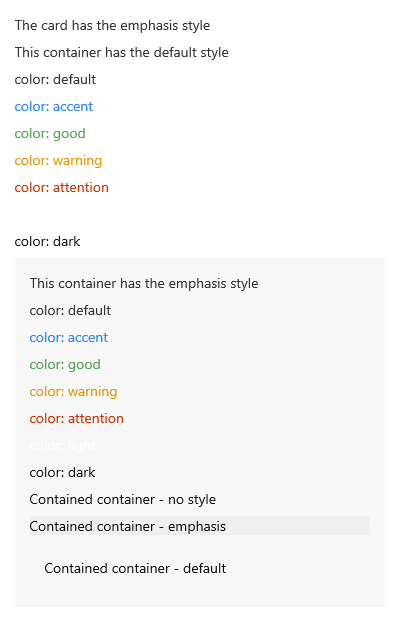 The card has the emphasis style
This container has the default style
color: default
color: accent
color: good
color: warning
color: attention
color: dark
This container has the emphasis style
color: default
color: accent
color: good
color: warning
color: attention
color: light
color: dark
Contained container - no style
Contained container - emphasis
Contained container - default